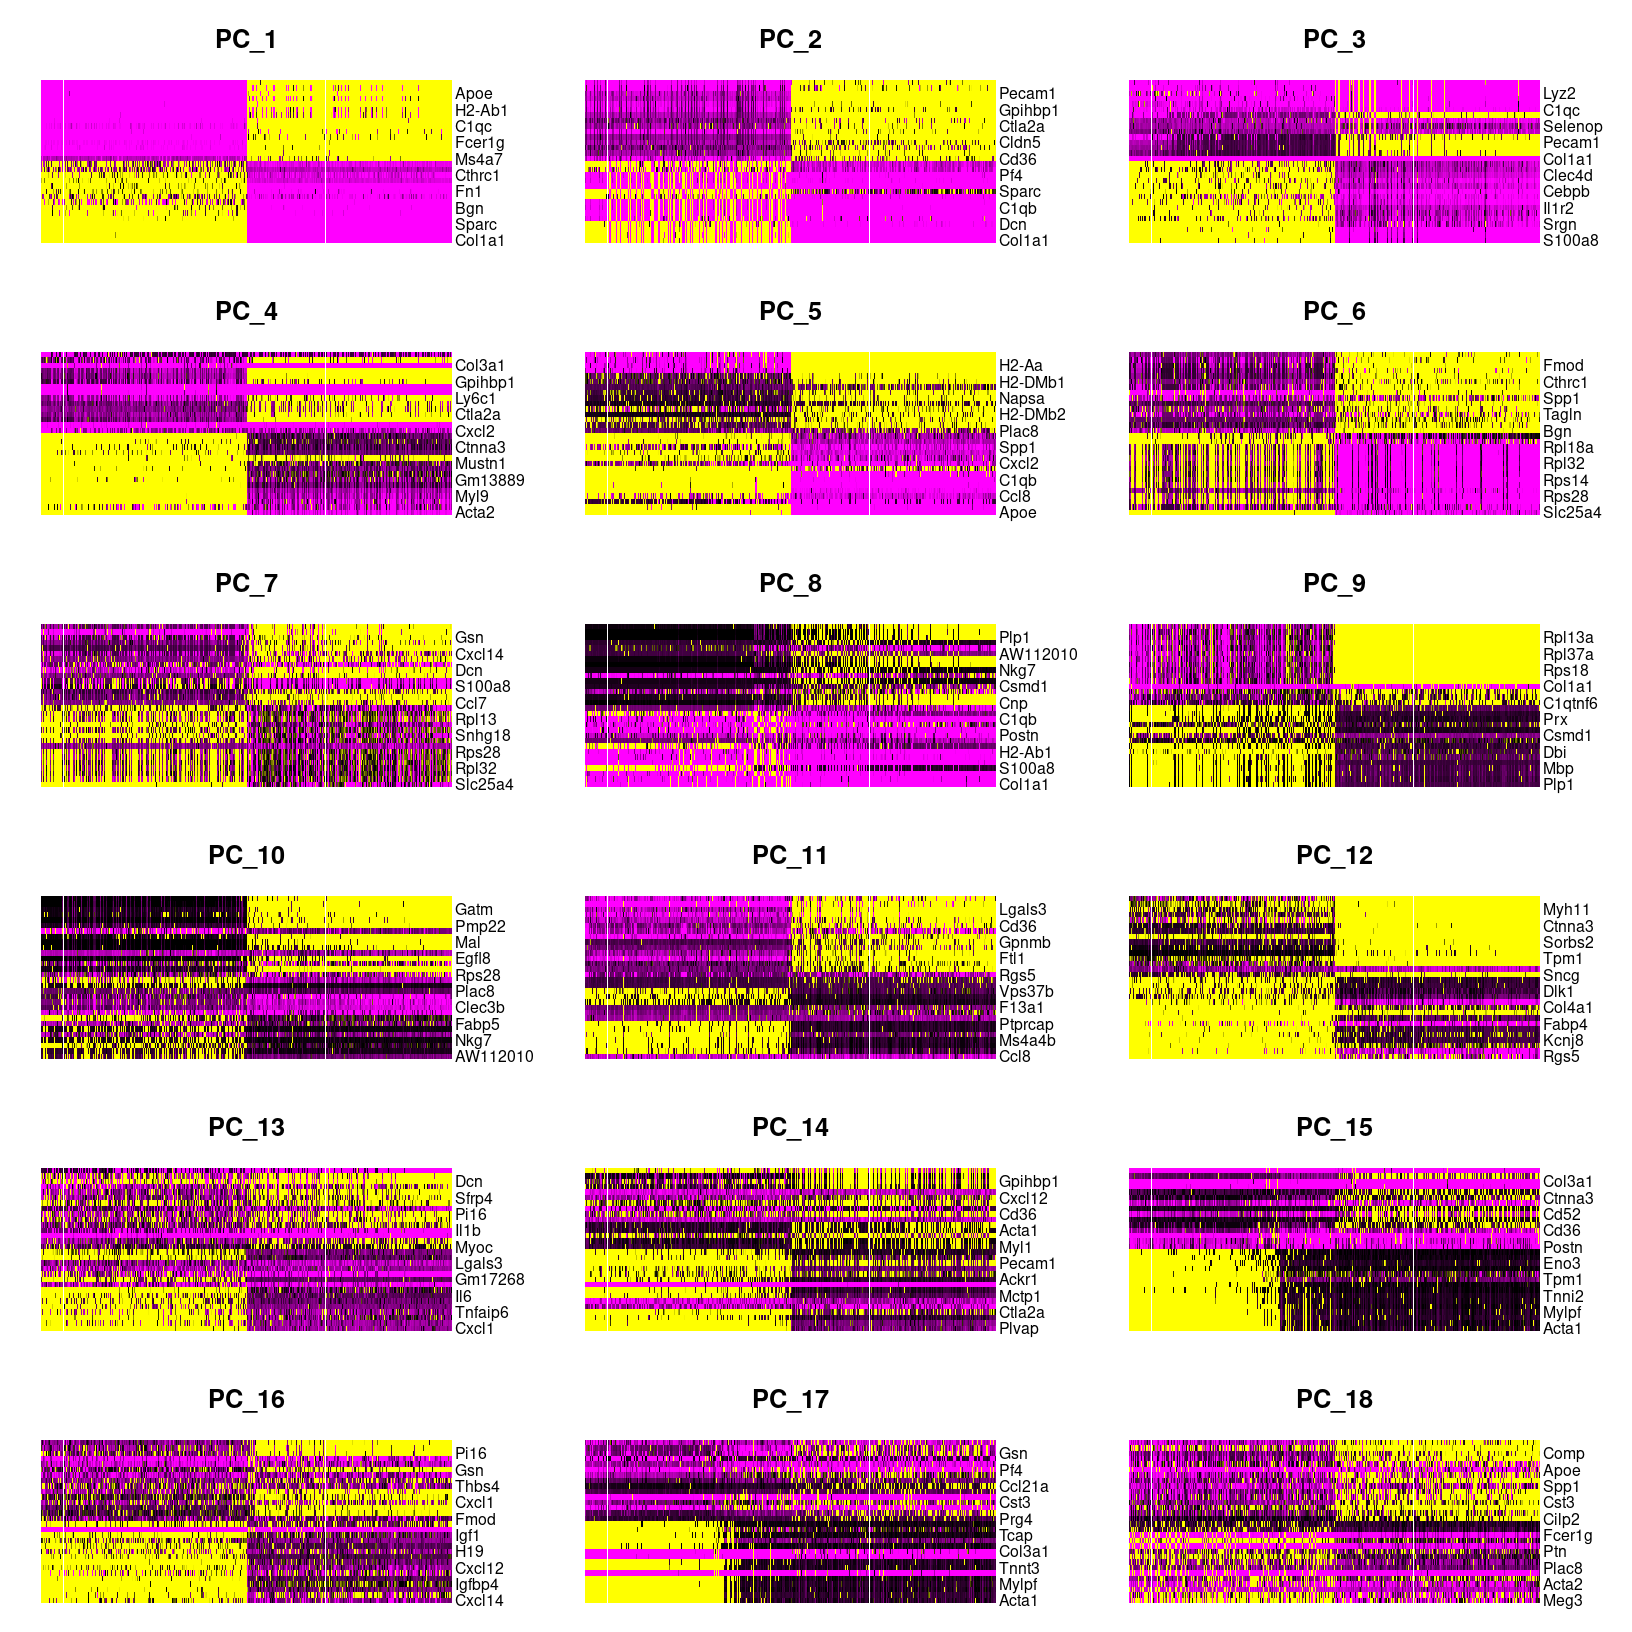 PC_1
PC_2
PC_3
Apoe
H2-Ab1
C1qc
Fcer1g
Ms4a7
Cthrc1
Fn1
Bgn
Sparc
Col1a1
Pecam1
Gpihbp1
Ctla2a
Cldn5
Cd36
Pf4
Sparc
C1qb
Dcn
Col1a1
Lyz2
C1qc
Selenop
Pecam1
Col1a1
Clec4d
Cebpb
Il1r2
Srgn
S100a8
PC_4
PC_5
PC_6
Col3a1
Gpihbp1
Ly6c1
Ctla2a
Cxcl2
Ctnna3
Mustn1
Gm13889
Myl9
Acta2
H2-Aa
H2-DMb1
Napsa
H2-DMb2
Plac8
Spp1
Cxcl2
C1qb
Ccl8
Apoe
Fmod
Cthrc1
Spp1
Tagln
Bgn
Rpl18a
Rpl32
Rps14
Rps28
Slc25a4
PC_7
PC_8
PC_9
Gsn
Cxcl14
Dcn
S100a8
Ccl7
Rpl13
Snhg18
Rps28
Rpl32
Slc25a4
Plp1
AW112010
Nkg7
Csmd1
Cnp
C1qb
Postn
H2-Ab1
S100a8
Col1a1
Rpl13a
Rpl37a
Rps18
Col1a1
C1qtnf6
Prx
Csmd1
Dbi
Mbp
Plp1
PC_10
PC_11
PC_12
Gatm
Pmp22
Mal
Egfl8
Rps28
Plac8
Clec3b
Fabp5
Nkg7
AW112010
Lgals3
Cd36
Gpnmb
Ftl1
Rgs5
Vps37b
F13a1
Ptprcap
Ms4a4b
Ccl8
Myh11
Ctnna3
Sorbs2
Tpm1
Sncg
Dlk1
Col4a1
Fabp4
Kcnj8
Rgs5
PC_13
PC_14
PC_15
Dcn
Sfrp4
Pi16
Il1b
Myoc
Lgals3
Gm17268
Il6
Tnfaip6
Cxcl1
Gpihbp1
Cxcl12
Cd36
Acta1
Myl1
Pecam1
Ackr1
Mctp1
Ctla2a
Plvap
Col3a1
Ctnna3
Cd52
Cd36
Postn
Eno3
Tpm1
Tnni2
Mylpf
Acta1
PC_16
PC_17
PC_18
Pi16
Gsn
Thbs4
Cxcl1
Fmod
Igf1
H19
Cxcl12
Igfbp4
Cxcl14
Gsn
Pf4
Ccl21a
Cst3
Prg4
Tcap
Col3a1
Tnnt3
Mylpf
Acta1
Comp
Apoe
Spp1
Cst3
Cilp2
Fcer1g
Ptn
Plac8
Acta2
Meg3